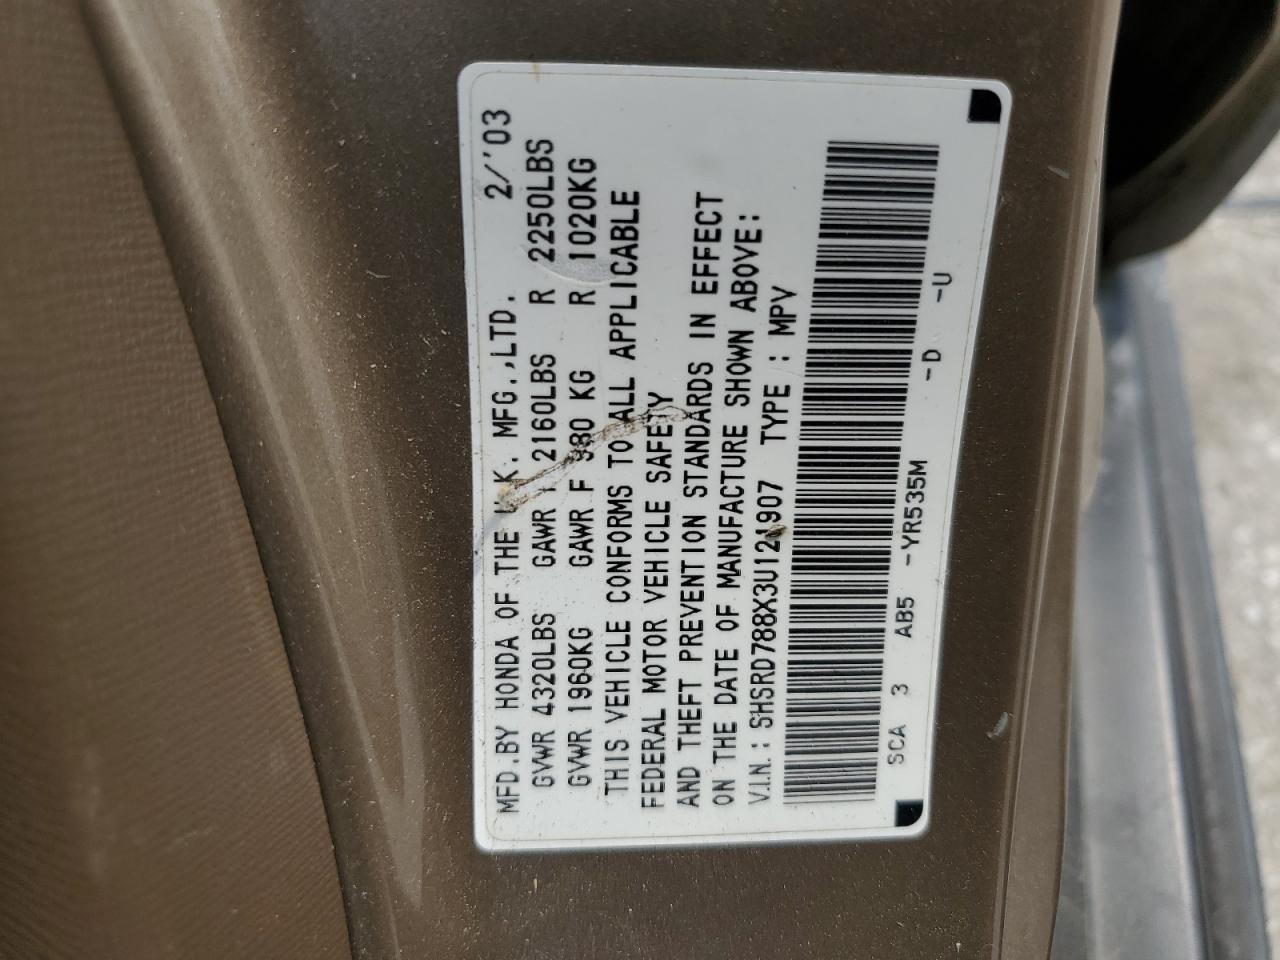 MFD.BY HONDA OF THE U.K. MFG.,LTD. 2/'03
GVWR 4320LBS GAWR F 2160LBS R 2250LBS
GVWR 1960KG GAWR F 980 KG R 1020KG
THIS VEHICLE CONFORMS TO ALL APPLICABLE
FEDERAL MOTOR VEHICLE SAFETY
AND THEFT PREVENTION STANDARDS IN EFFECT
ON THE DATE OF MANUFACTURE SHOWN ABOVE:
V.I.N.: SHSRD788X3U121907 TYPE : MPV
SCA 3 AB5 -YR535M -D -U